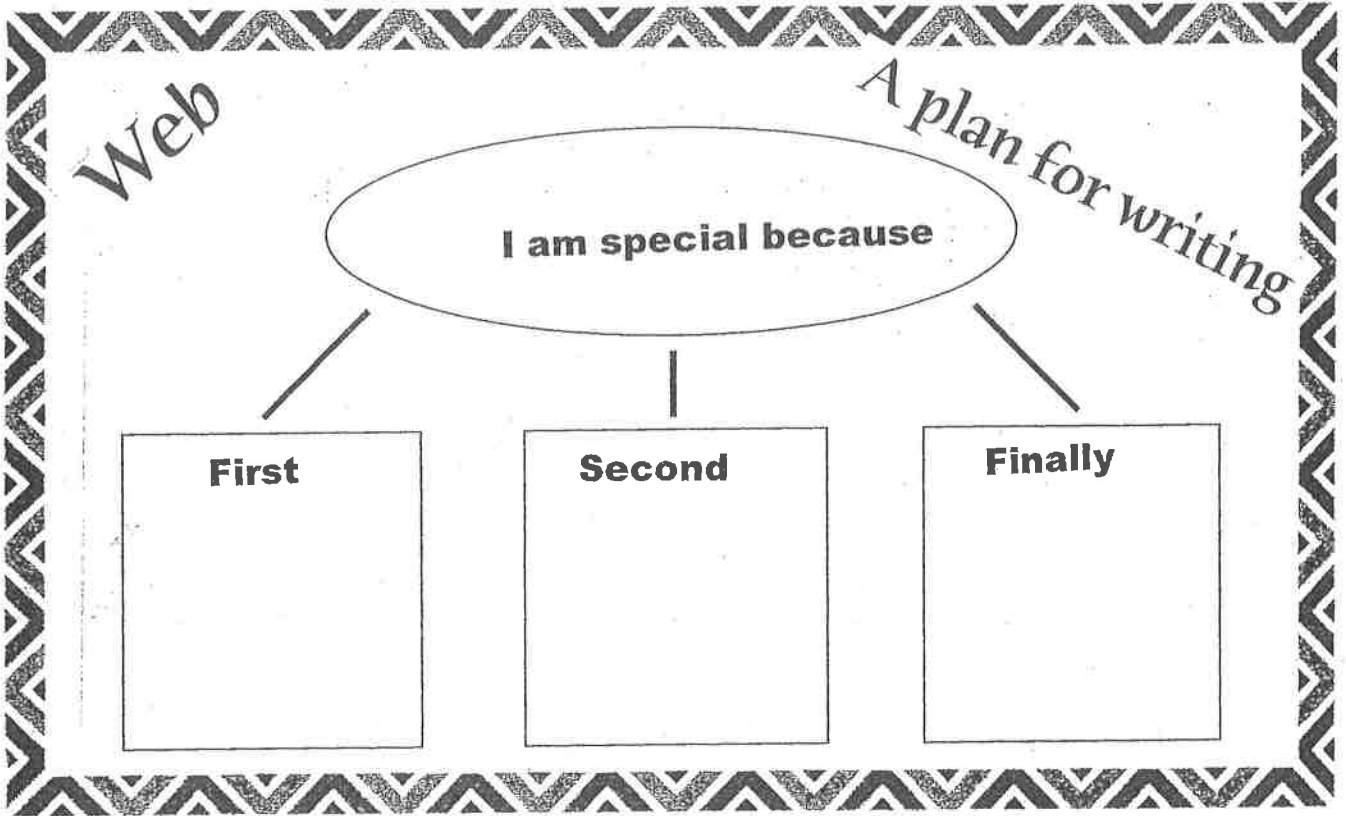 Web
A plan for writing
I am special because
First
Second
Finally